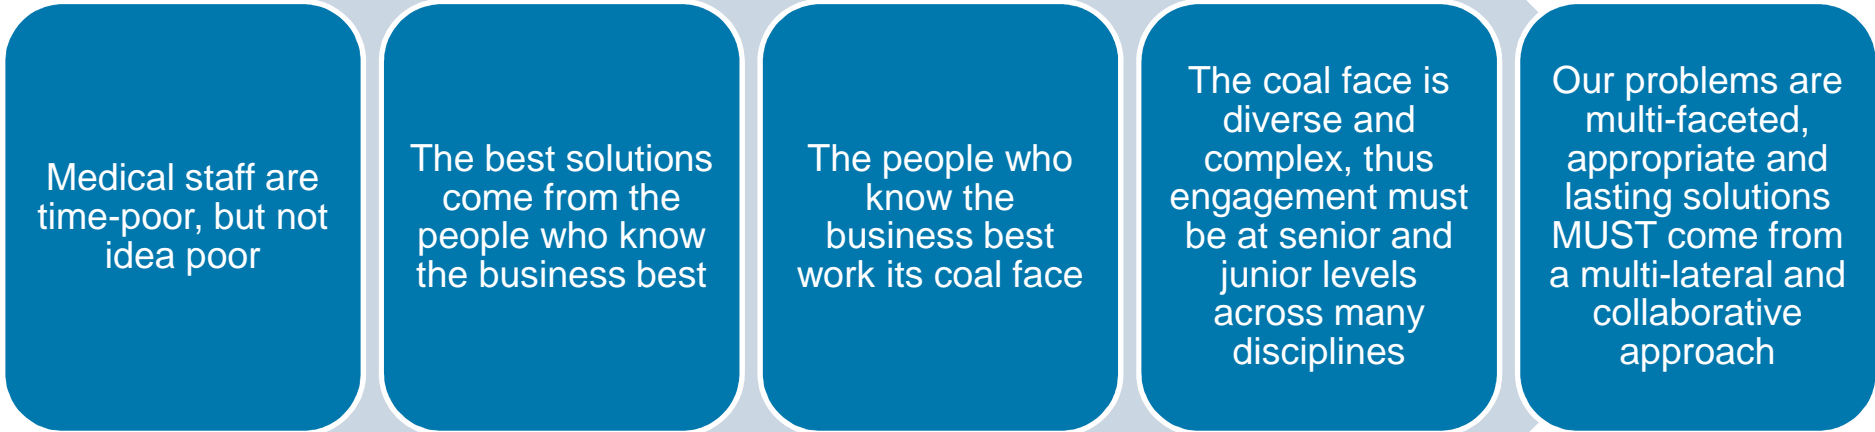 Medical staff are
time-poor, but not
idea poor
The best solutions
come from the
people who know
the business best
The people who
know the
business best
work its coal face
The coal face is
diverse and
complex, thus
engagement must
be at senior and
junior levels
across many
disciplines
Our problems are
multi-faceted,
appropriate and
lasting solutions
MUST come from
a multi-lateral and
collaborative
approach